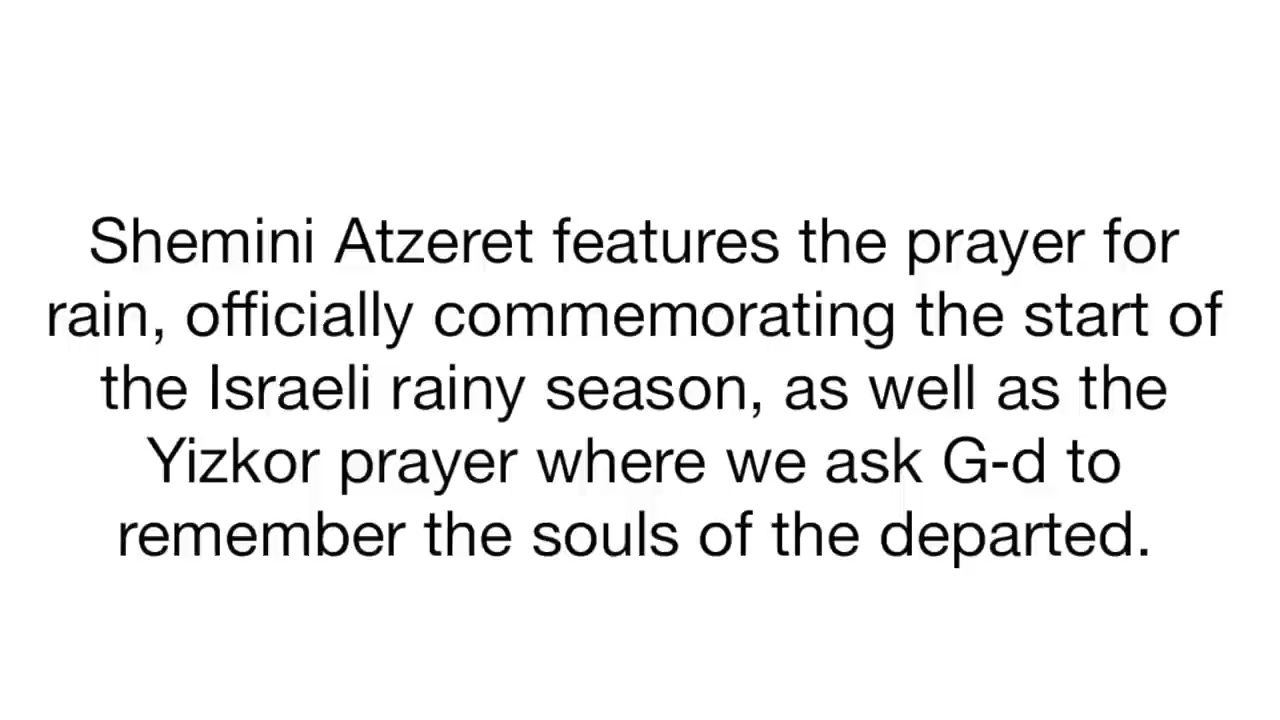 Shemini Atzeret features the prayer for
rain, officially commemorating the start of
the Israeli rainy season, as well as the
Yizkor prayer where we ask G-d to
remember the souls of the departed.